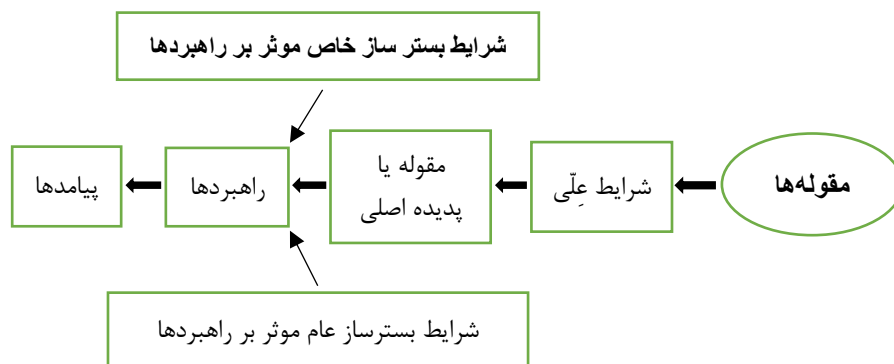 شرایط بستر ساز خاص موثر بر راهبردها
مقوله‌ها
شرایط عِلّی
مقوله یا
پدیده اصلی
راهبردها
پیامدها
شرایط بسترساز عام موثر بر راهبردها